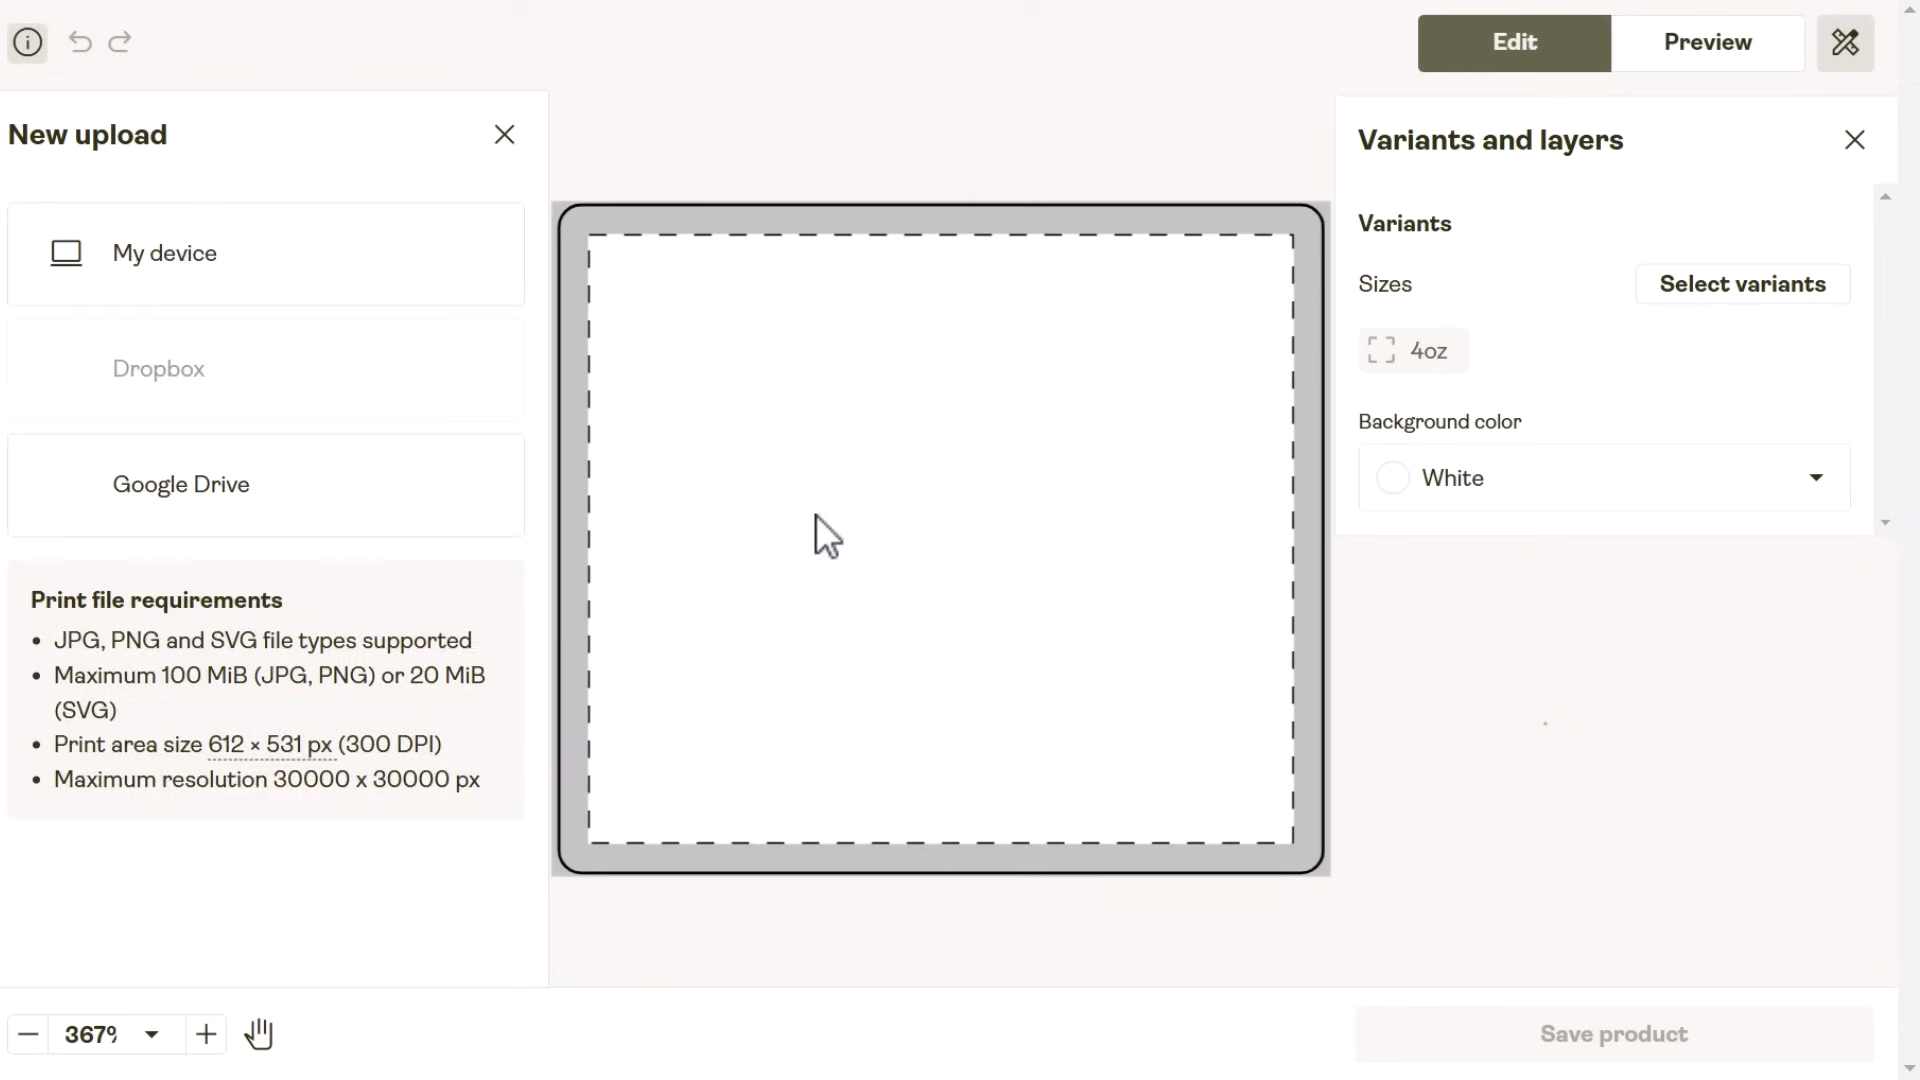 Edit
Preview
New upload
Variants and layers
My device
Dropbox
Google Drive
Print file requirements
• JPG, PNG and SVG file types supported
• Maximum 100 MiB (JPG, PNG) or 20 MiB
(SVG)
• Print area size 612 × 531 px (300 DPI)
• Maximum resolution 30000 x 30000 px
Variants
Sizes
Select variants
4oz
Background color
White
367%
Save product